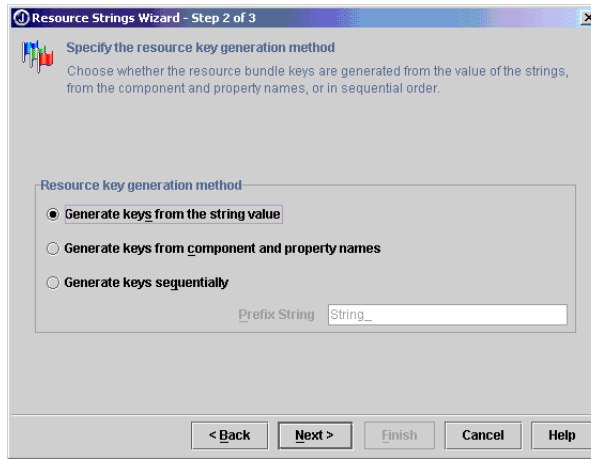 Resource Strings Wizard - Step 2 of 3
Specify the resource key generation method
Choose whether the resource bundle keys are generated from the value of the strings,
from the component and property names, or in sequential order.
Resource key generation method
Generate keys from the string value
Generate keys from component and property names
Generate keys sequentially
Prefix String String_
< Back Next > Finish Cancel Help